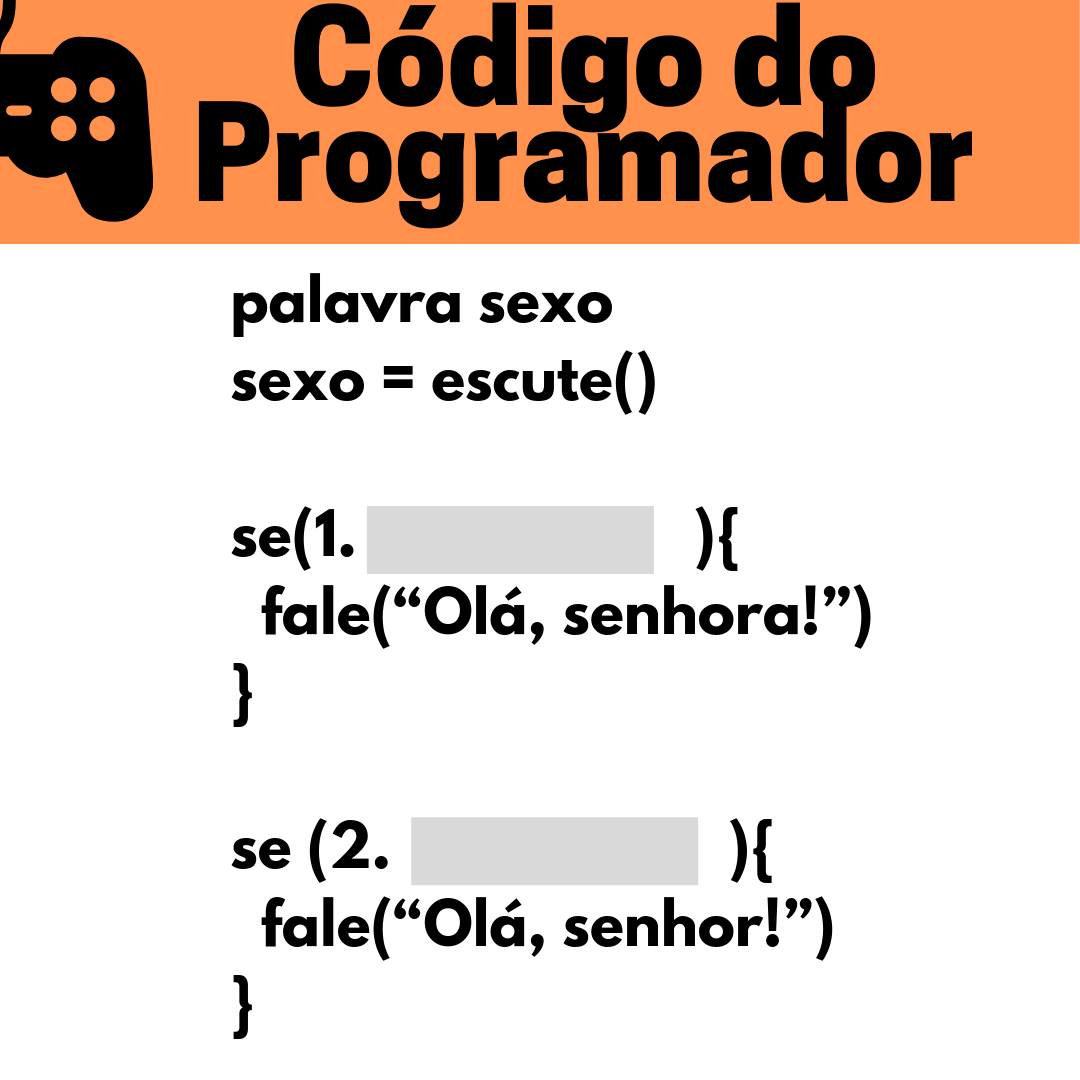 Código do
Programador
palavra sexo
sexo = escute()
se(1. ){
fale(“Olá, senhora!”)
}
se (2. ){
fale(“Olá, senhor!”)
}